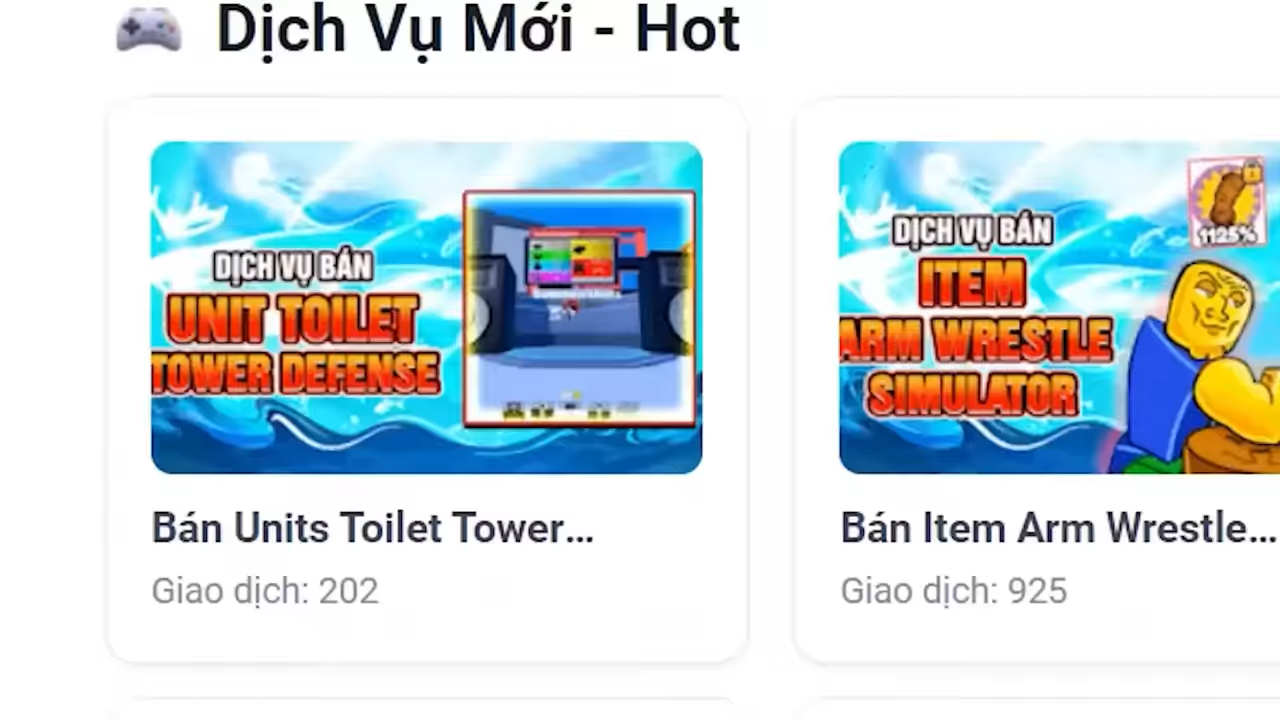 Dịch Vụ Mới - Hot
DỊCH VỤ BÁN
UNIT TOILET
TOWER DEFENSE
Bán Units Toilet Tower...
Giao dịch: 202
1125%
DỊCH VỤ BÁN
ITEM
ARM WRESTLE
SIMULATOR
Bán Item Arm Wrestle...
Giao dịch: 925